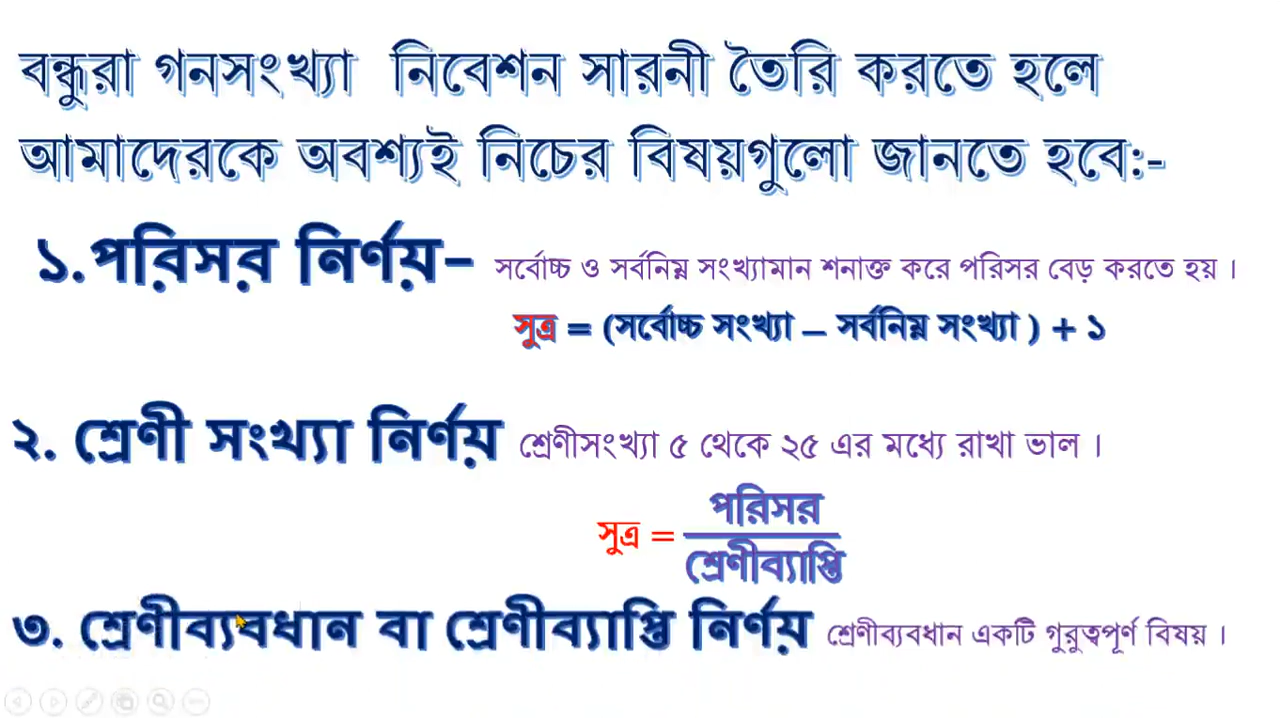 বন্ধুরা গনসংখ্যা নিবেশন সারনী তৈরি করতে হলে
আমাদেরকে অবশ্যই নিচের বিষয়গুলো জানতে হবে:-
১.পরিসর নির্ণয়- সর্বোচ্চ ও সর্বনিম্ন সংখ্যামান শনাক্ত করে পরিসর বেড় করতে হয় ।
সুত্র = (সর্বোচ্চ সংখ্যা – সর্বনিম্ন সংখ্যা ) + ১
২. শ্রেণী সংখ্যা নির্ণয় শ্রেণীসংখ্যা ৫ থেকে ২৫ এর মধ্যে রাখা ভাল ।
সুত্র = পরিসর
শ্রেণীব্যাপ্তি
৩. শ্রেণীব্যবধান বা শ্রেণীব্যাপ্তি নির্ণয় শ্রেণীব্যবধান একটি গুরুত্বপূর্ণ বিষয় ।